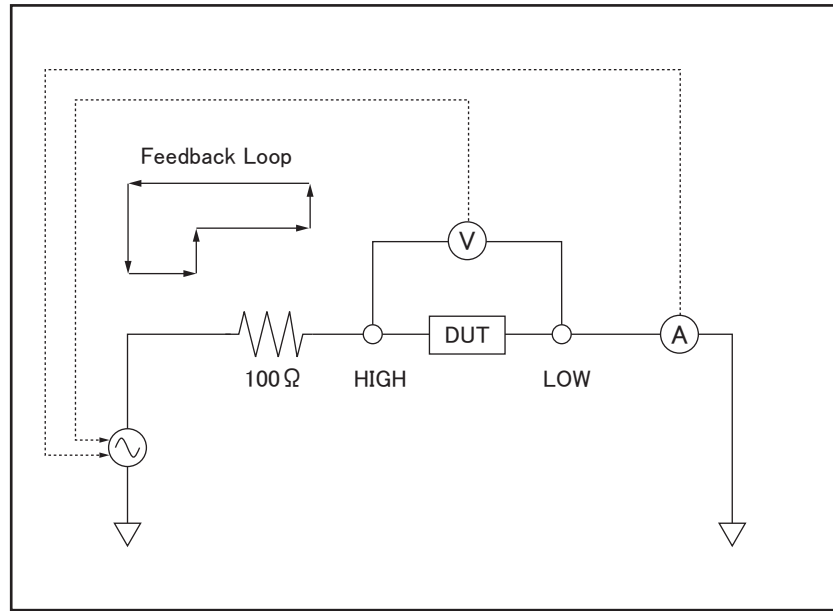 Feedback Loop
V
DUT
A
100Ω
HIGH
LOW